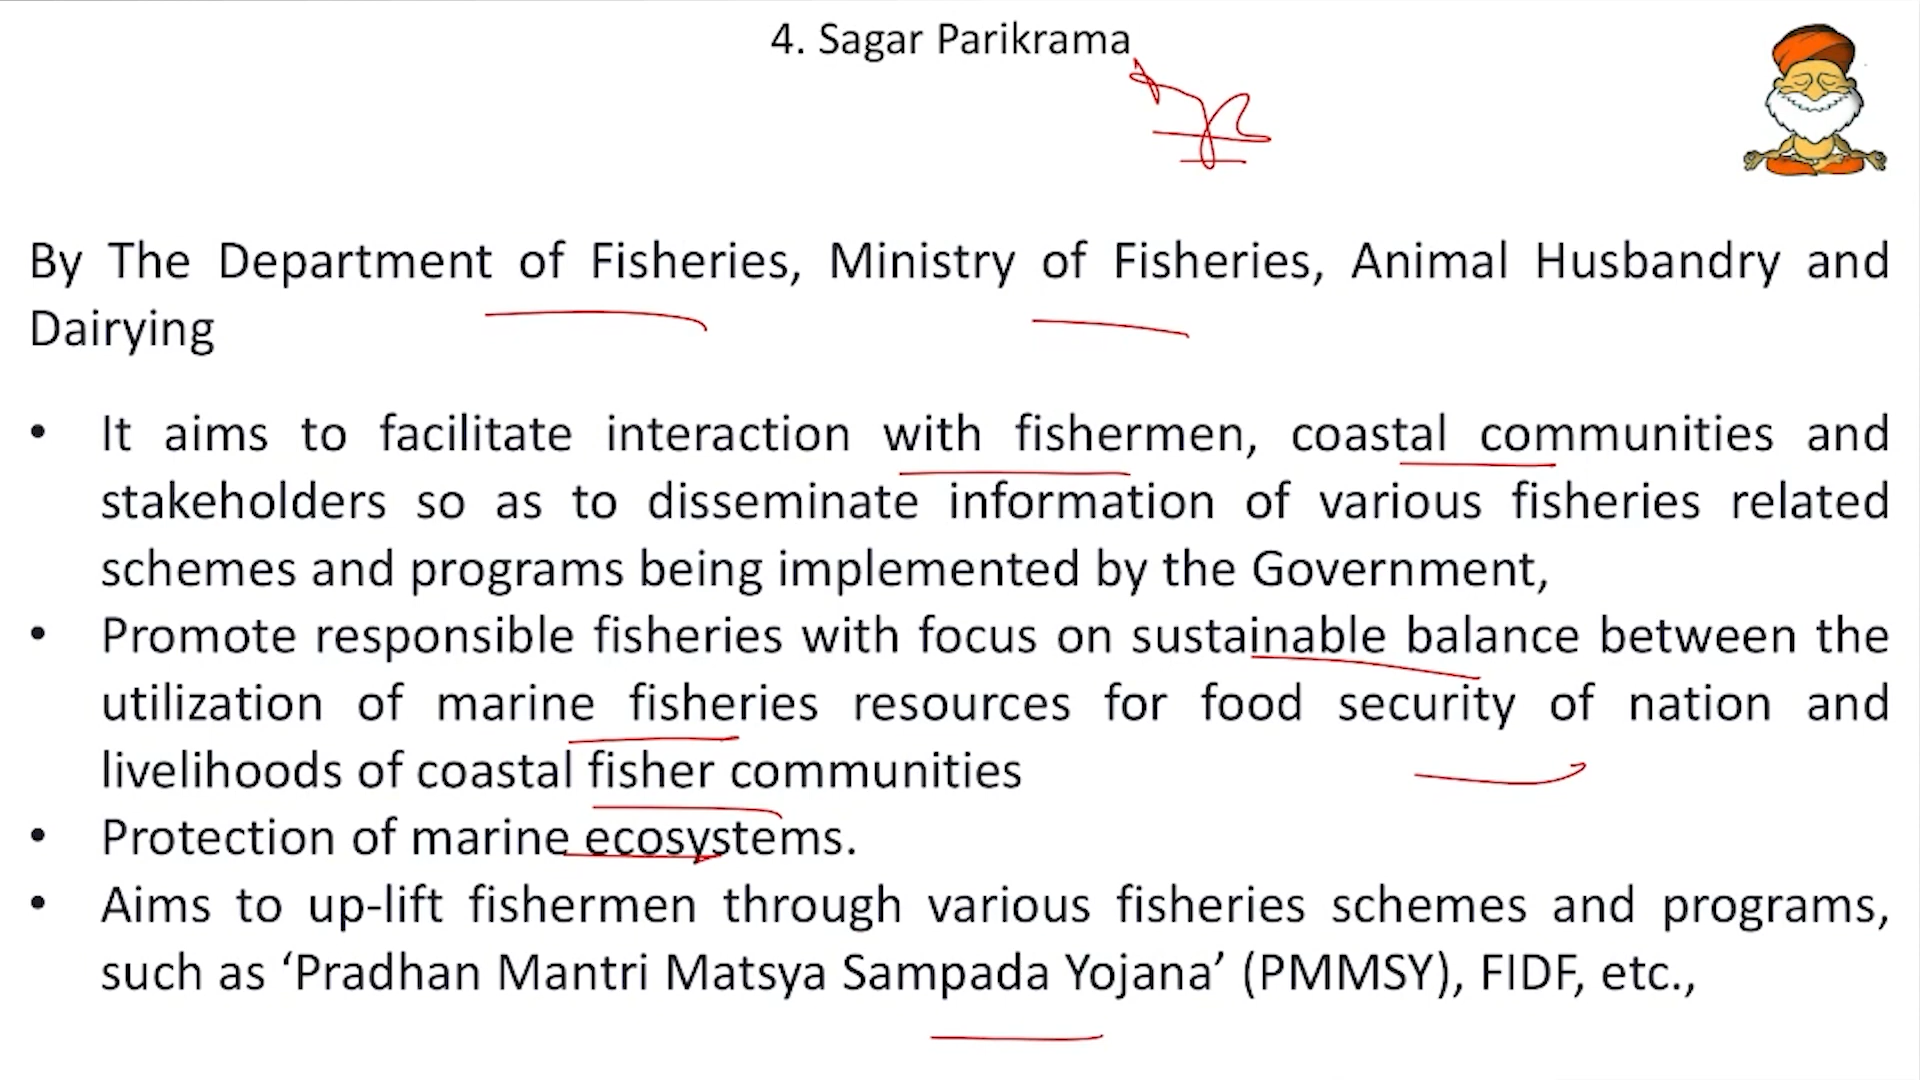 4. Sagar Parikrama
By The Department of Fisheries, Ministry of Fisheries, Animal Husbandry and
Dairying
• It aims to facilitate interaction with fishermen, coastal communities and
stakeholders so as to disseminate information of various fisheries related
schemes and programs being implemented by the Government,
• Promote responsible fisheries with focus on sustainable balance between the
utilization of marine fisheries resources for food security of nation and
livelihoods of coastal fisher communities
• Protection of marine ecosystems.
• Aims to up-lift fishermen through various fisheries schemes and programs,
such as ‘Pradhan Mantri Matsya Sampada Yojana’ (PMMSY), FIDF, etc.,